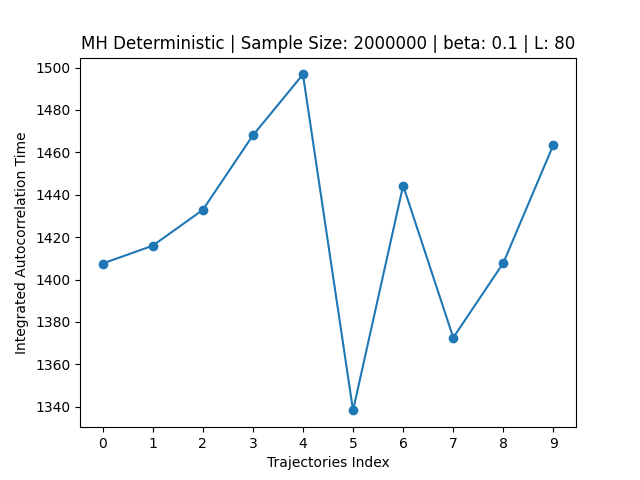 MH Deterministic | Sample Size: 2000000 | beta: 0.1 | L: 80
1500
1480
1460
1440
1420
1400
1380
1360
1340
Integrated Autocorrelation Time
0 1 2 3 4 5 6 7 8 9
Trajectories Index